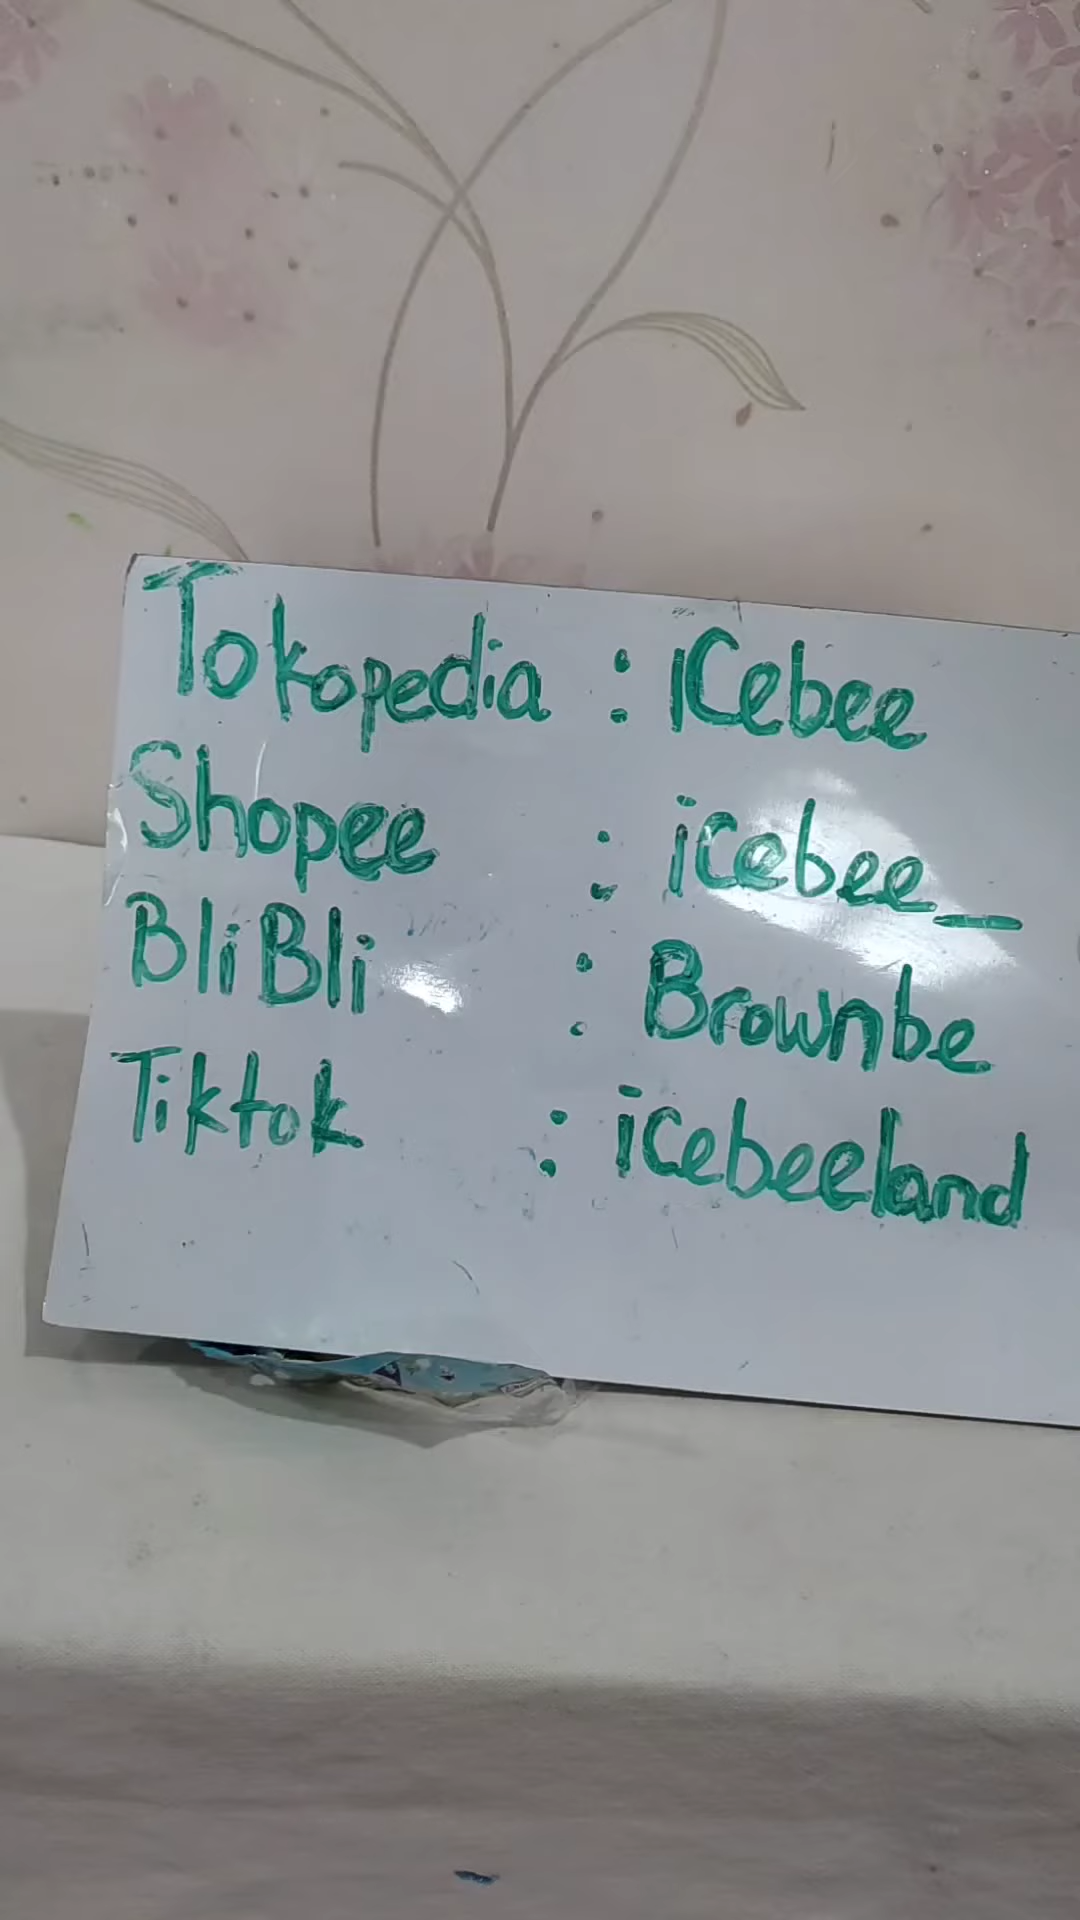 Tokopedia : iCebee
Shopee : icebee_
BliBli : Brownbe
Tiktok : icebeeland